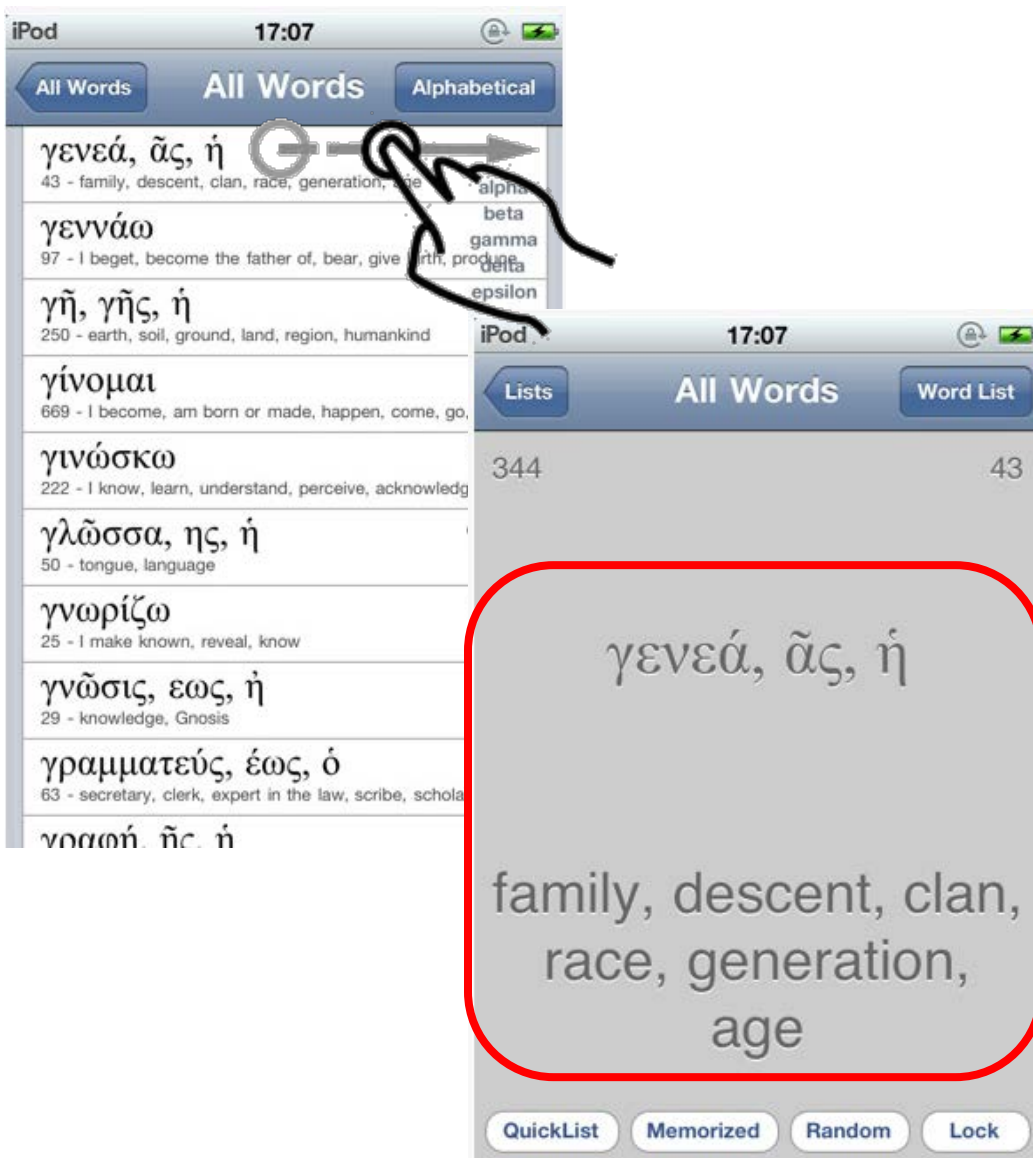 iPod 17:07
All Words All Words Alphabetical
γενεά, ᾶς, ἡ
43 - family, descent, clan, race, generation, age
alpha
γεννάω
beta
gamma
97 - I beget, become the father of, bear, give birth, produce
delta
epsilon
γῆ, γῆς, ἡ
250 - earth, soil, ground, land, region, humankind
γίνομαι
669 - I become, am born or made, happen, come, go,
γινώσκω
222 - I know, learn, understand, perceive, acknowledg
γλῶσσα, ης, ἡ
50 - tongue, language
γνωρίζω
25 - I make known, reveal, know
γνῶσις, εως, ἡ
29 - knowledge, Gnosis
γραμματεύς, έως, ὁ
63 - secretary, clerk, expert in the law, scribe, schola
γραφή, ῆς, ἡ
iPod 17:07
Lists All Words Word List
344 43
γενεά, ᾶς, ἡ
family, descent, clan,
race, generation,
age
QuickList Memorized Random Lock